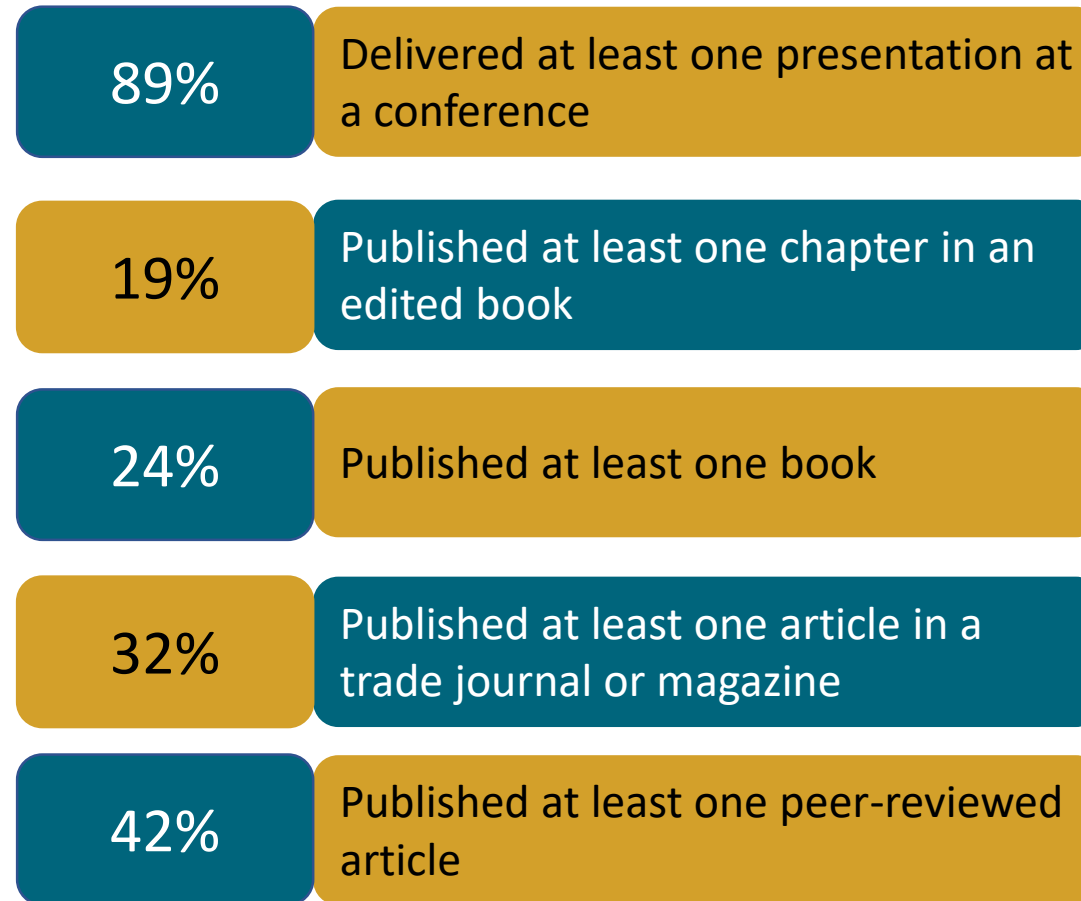 89%
Delivered at least one presentation at
a conference
19%
Published at least one chapter in an
edited book
24%
Published at least one book
32%
Published at least one article in a
trade journal or magazine
42%
Published at least one peer-reviewed
article